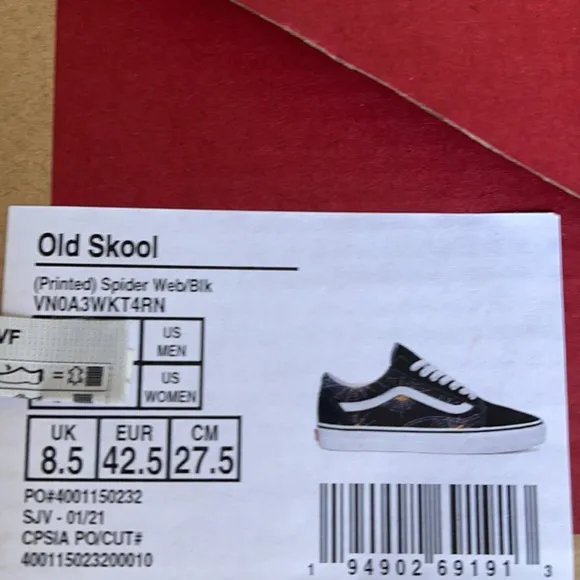 Old Skool
(Printed) Spider Web/Blk
VN0A3WKT4RN
VF
US
MEN
=
US
WOMEN
UK EUR CM
8.5 42.5 27.5
PO#4001150232
SJV - 01/21
CPSIA PO/CUT#
400115023200010
1 94902 69191 3